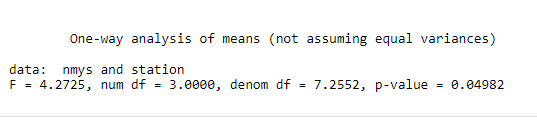 One-way analysis of means (not assuming equal variances)
data:  nmys and station
F = 4.2725, num df = 3.0000, denom df = 7.2552, p-value = 0.04982